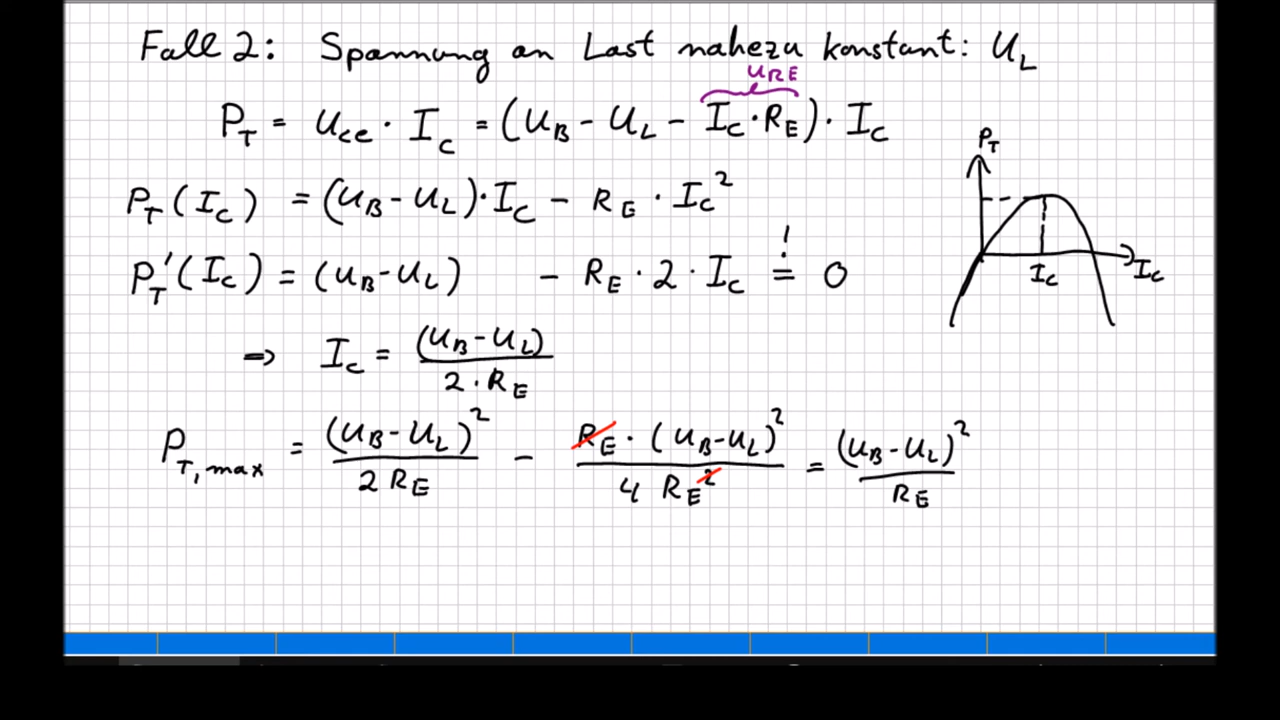 Fall 2: Spannung an Last nahezu konstant: U_L
U_RE
P_T = U_ce · I_C = (U_B - U_L - I_C · R_E) · I_C
P_T
P_T(I_C) = (U_B - U_L) · I_C - R_E · I_C²
P_T'(I_C) = (U_B - U_L) - R_E · 2 · I_C =! 0
I_C I_C
⇒ I_C = (U_B - U_L) / 2 · R_E
P_T,max = (U_B - U_L)² / 2 R_E - R_E · (U_B - U_L)² / 4 R_E² = (U_B - U_L)² / R_E